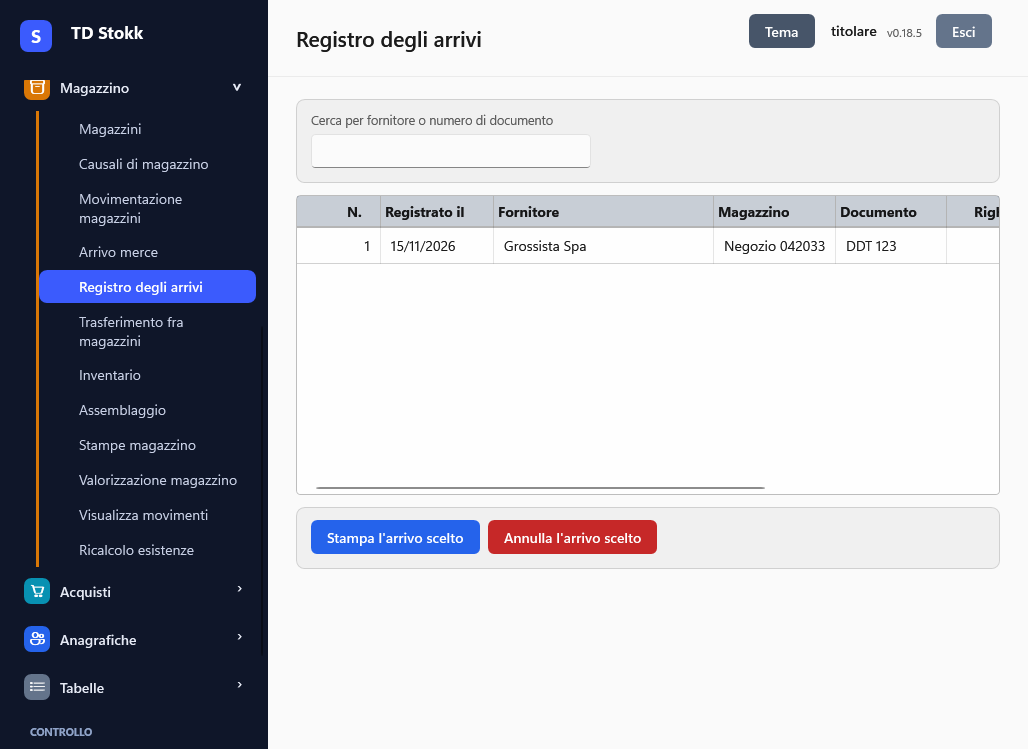 S
TD Stokk
Registro degli arrivi
Tema
titolare
v0.18.5
Esci
Magazzino
Magazzini
Causali di magazzino
Movimentazione
magazzini
Arrivo merce
Registro degli arrivi
Trasferimento fra
magazzini
Inventario
Assemblaggio
Stampe magazzino
Valorizzazione magazzino
Visualizza movimenti
Ricalcolo esistenze
Acquisti
Anagrafiche
Tabelle
CONTROLLO
Cerca per fornitore o numero di documento
N. Registrato il Fornitore Magazzino Documento
1 15/11/2026 Grossista Spa Negozio 042033 DDT 123
Stampa l'arrivo scelto
Annulla l'arrivo scelto